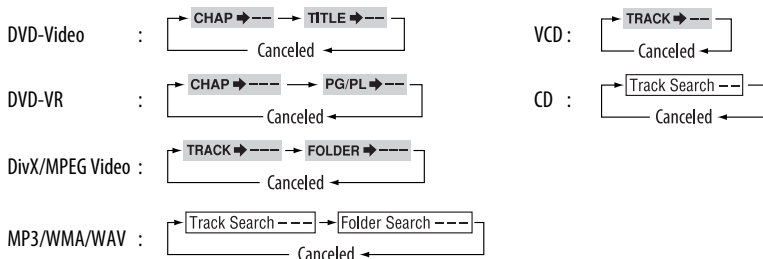 DVD-Video : CHAP ➡ -- → TITLE ➡ --
Canceled
DVD-VR : CHAP ➡ --- → PG/PL ➡ --
Canceled
DivX/MPEG Video : TRACK ➡ --- → FOLDER ➡ ---
Canceled
MP3/WMA/WAV : Track Search --- → Folder Search ---
Canceled
VCD : TRACK ➡ --
Canceled
CD : Track Search --
Canceled